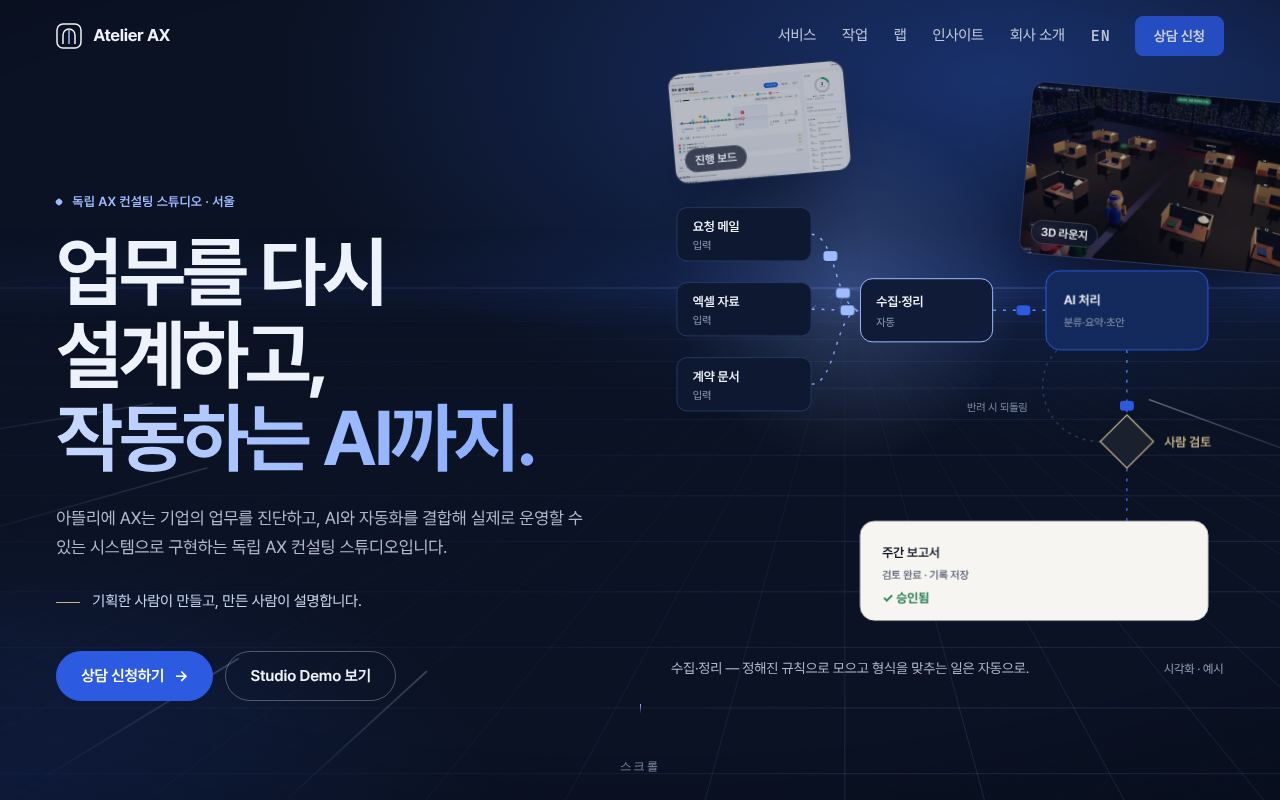 Atelier AX
서비스 작업 랩 인사이트 회사 소개 EN 상담 신청
독립 AX 컨설팅 스튜디오 · 서울
업무를 다시
설계하고,
작동하는 AI까지.
아뜰리에 AX는 기업의 업무를 진단하고, AI와 자동화를 결합해 실제로 운영할 수
있는 시스템으로 구현하는 독립 AX 컨설팅 스튜디오입니다.
기획한 사람이 만들고, 만든 사람이 설명합니다.
상담 신청하기 →
Studio Demo 보기
진행 보드
3D 라운지
요청 메일
입력
엑셀 자료
입력
계약 문서
입력
수집·정리
자동
AI 처리
분류·요약·초안
반려 시 되돌림
사람 검토
주간 보고서
검토 완료 · 기록 저장
✓ 승인됨
수집·정리 — 정해진 규칙으로 모으고 형식을 맞추는 일은 자동으로.
시각화 · 예시
스크롤